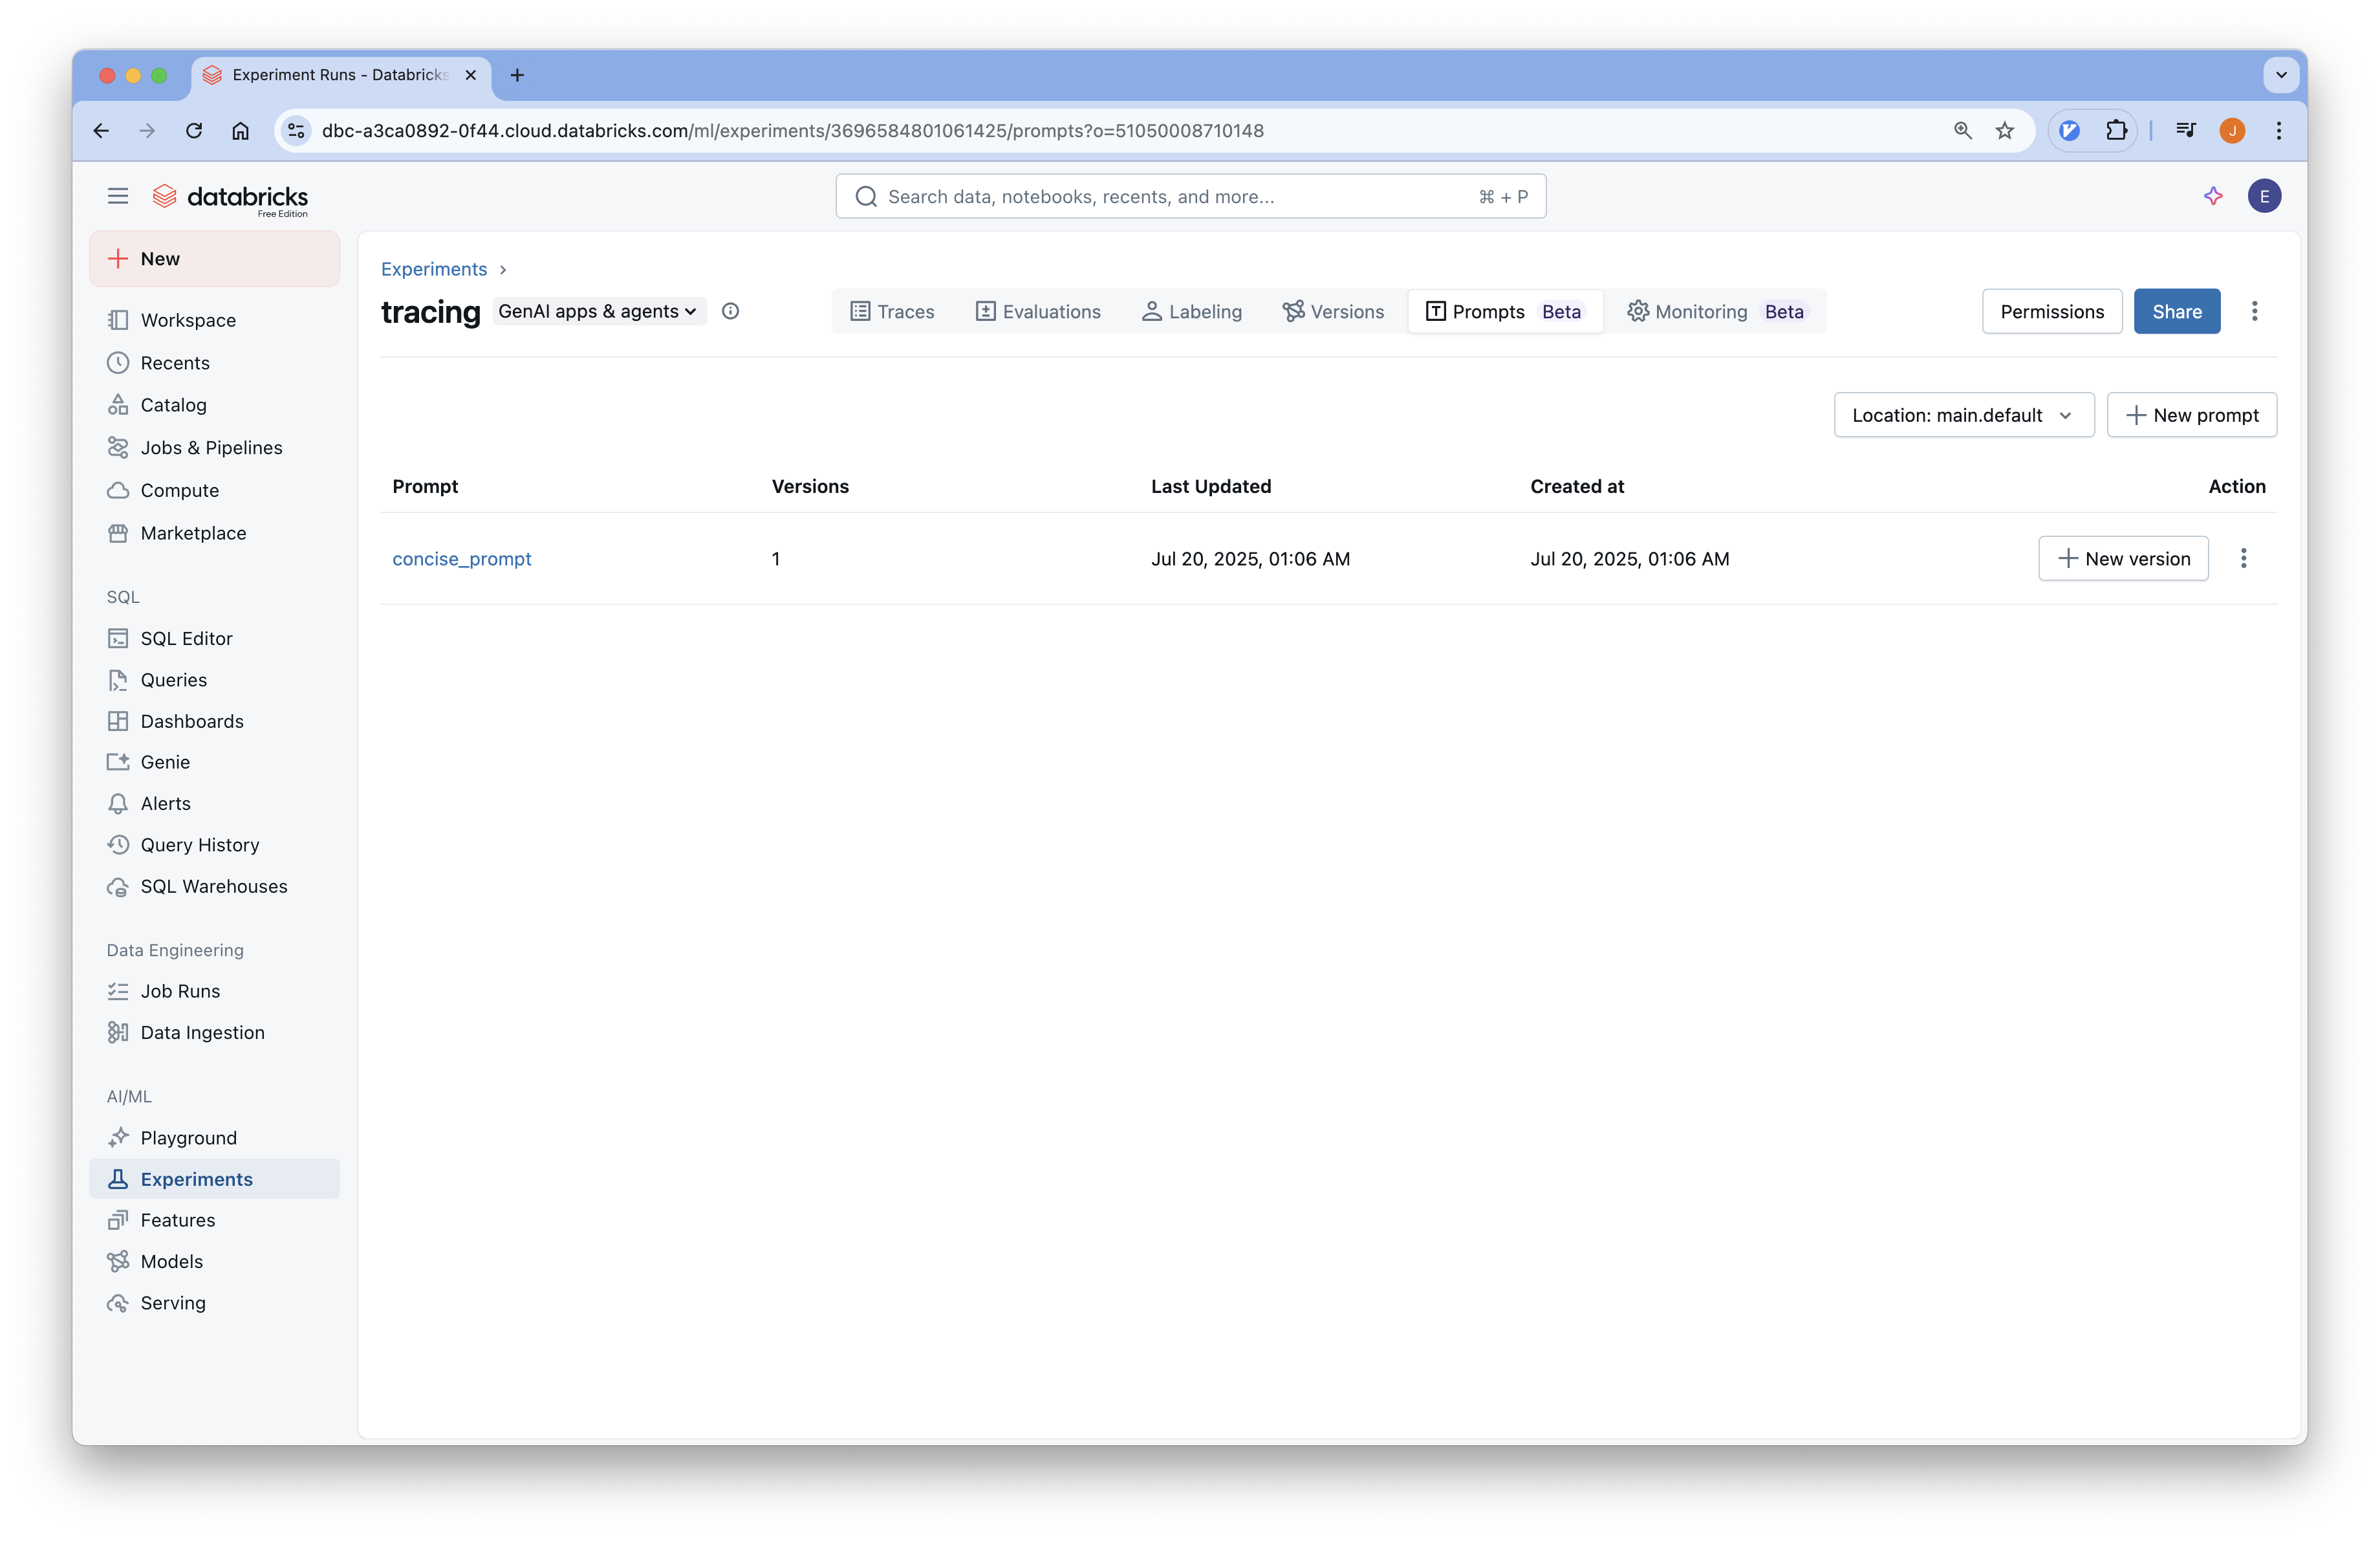 Experiment Runs - Databricks
dbc-a3ca0892-0f44.cloud.databricks.com/ml/experiments/3696584801061425/prompts?o=51050008710148
J
databricks
Free Edition
Search data, notebooks, recents, and more...
⌘ + P
E
New
Workspace
Recents
Catalog
Jobs & Pipelines
Compute
Marketplace
SQL
SQL Editor
Queries
Dashboards
Genie
Alerts
Query History
SQL Warehouses
Data Engineering
Job Runs
Data Ingestion
AI/ML
Playground
Experiments
Features
Models
Serving
Experiments ›
tracing GenAI apps & agents
Traces Evaluations Labeling Versions Prompts Beta Monitoring Beta
Permissions Share
Location: main.default New prompt
Prompt Versions Last Updated Created at Action
concise_prompt 1 Jul 20, 2025, 01:06 AM Jul 20, 2025, 01:06 AM New version